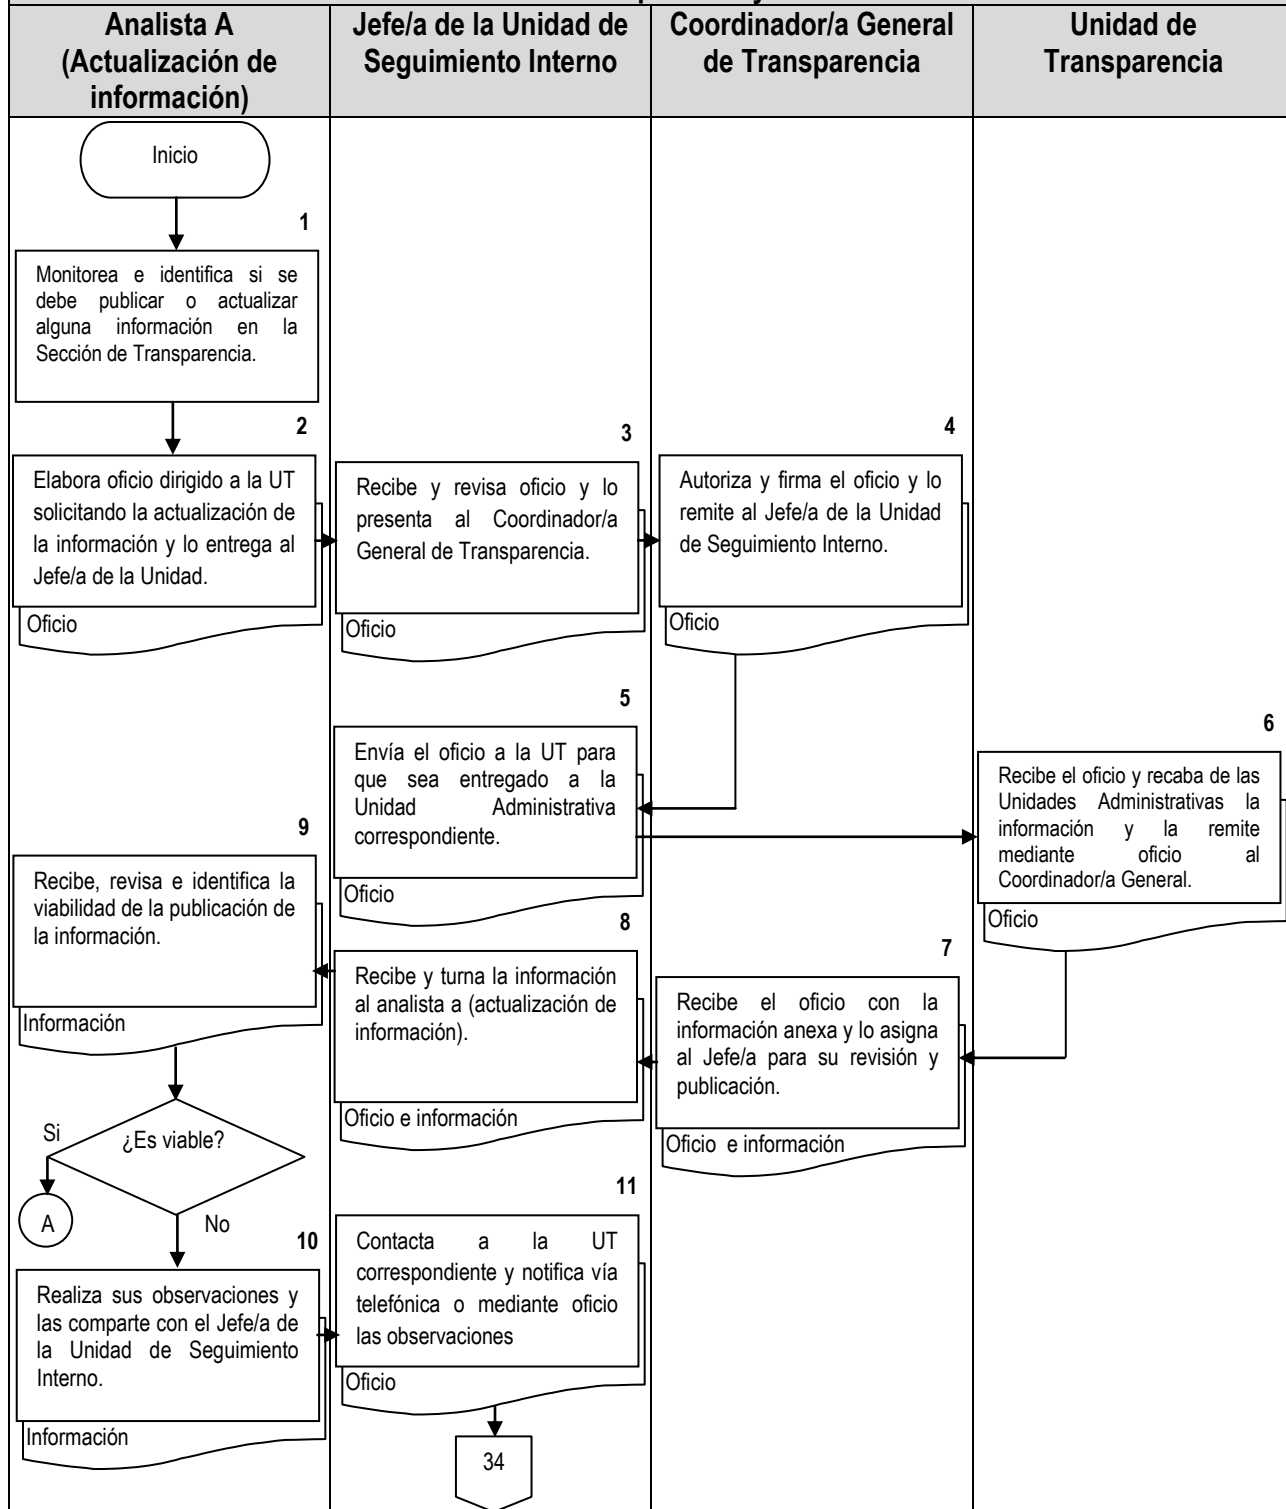 Analista A
(Actualización de
información)
Jefe/a de la Unidad de
Seguimiento Interno
Coordinador/a General
de Transparencia
Unidad de
Transparencia
Inicio
1
Monitorea e identifica si se
debe publicar o actualizar
alguna información en la
Sección de Transparencia.
2
Elabora oficio dirigido a la UT
solicitando la actualización de
la información y lo entrega al
Jefe/a de la Unidad.
Oficio
3
Recibe y revisa oficio y lo
presenta al Coordinador/a
General de Transparencia.
Oficio
4
Autoriza y firma el oficio y lo
remite al Jefe/a de la Unidad
de Seguimiento Interno.
Oficio
5
Envía el oficio a la UT para
que sea entregado a la
Unidad Administrativa
correspondiente.
Oficio
6
Recibe el oficio y recaba de las
Unidades Administrativas la
información y la remite
mediante oficio al
Coordinador/a General.
Oficio
7
Recibe el oficio con la
información anexa y lo asigna
al Jefe/a para su revisión y
publicación.
Oficio e información
8
Recibe y turna la información
al analista a (actualización de
información).
Oficio e información
9
Recibe, revisa e identifica la
viabilidad de la publicación de
la información.
Información
¿Es viable?
Si
A
No
10
Realiza sus observaciones y
las comparte con el Jefe/a de
la Unidad de Seguimiento
Interno.
Información
11
Contacta a la UT
correspondiente y notifica vía
telefónica o mediante oficio
las observaciones
Oficio
34